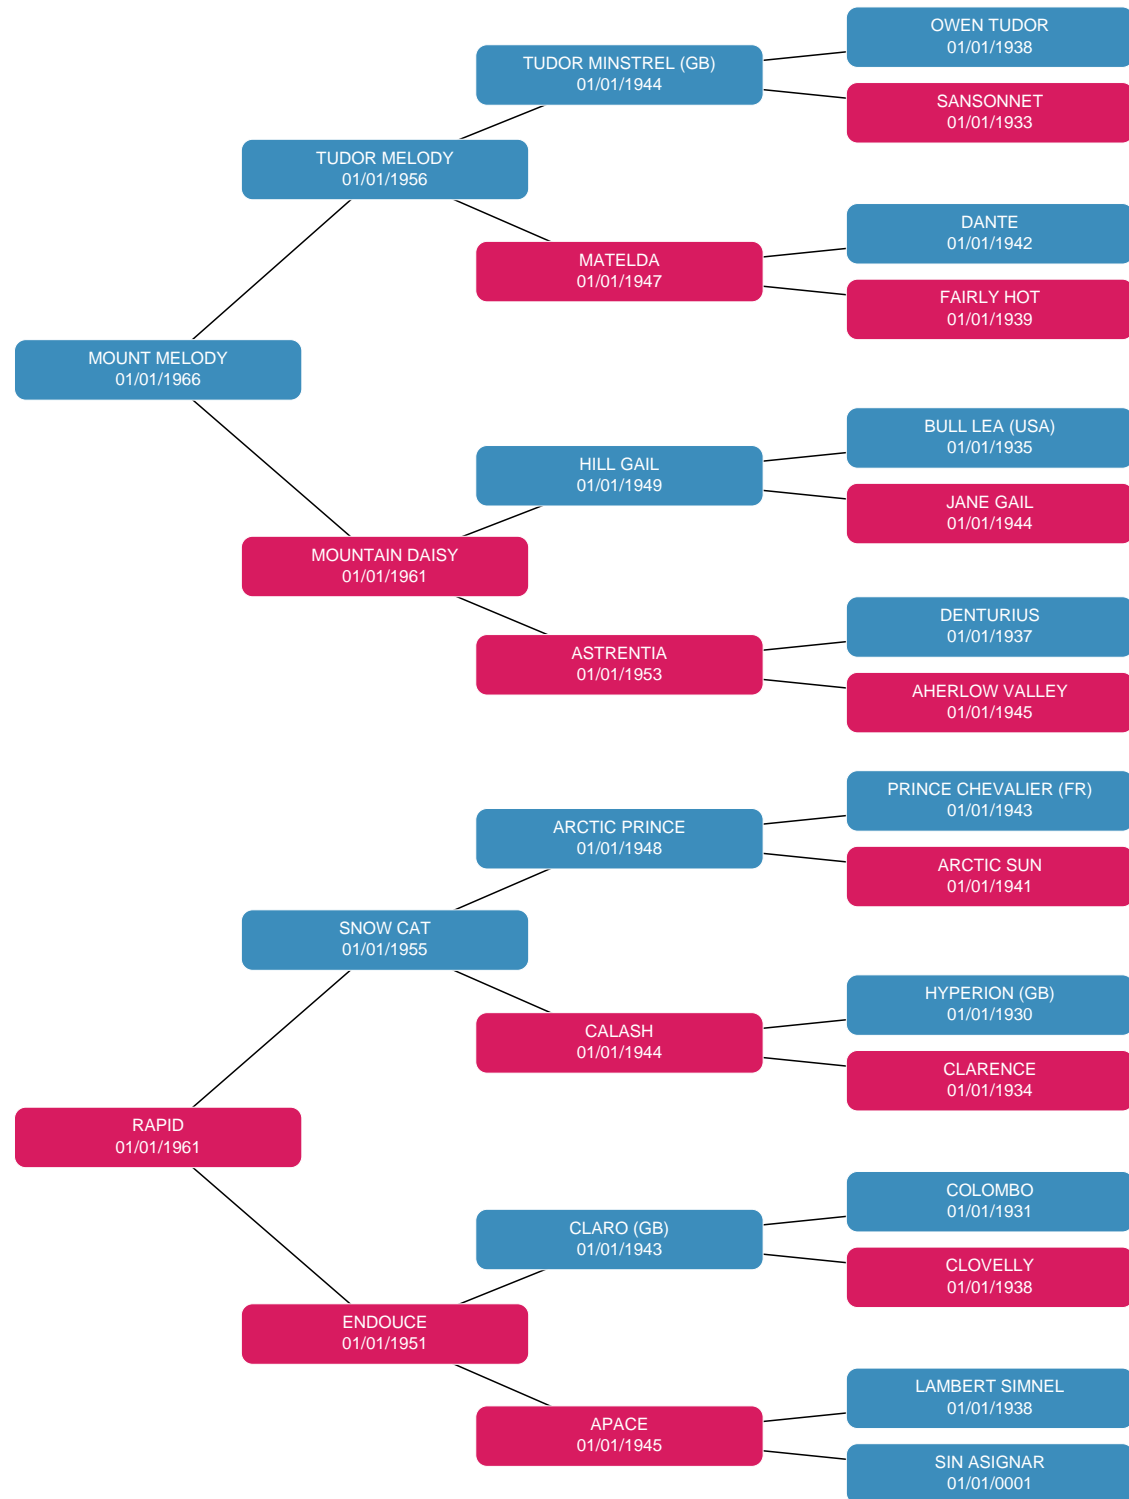 OWEN TUDOR
01/01/1938
TUDOR MINSTREL (GB)
01/01/1944
SANSONNET
01/01/1933
TUDOR MELODY
01/01/1956
DANTE
01/01/1942
MATELDA
01/01/1947
FAIRLY HOT
01/01/1939
MOUNT MELODY
01/01/1966
BULL LEA (USA)
01/01/1935
HILL GAIL
01/01/1949
JANE GAIL
01/01/1944
MOUNTAIN DAISY
01/01/1961
DENTURIUS
01/01/1937
ASTRENTIA
01/01/1953
AHERLOW VALLEY
01/01/1945
PRINCE CHEVALIER (FR)
01/01/1943
ARCTIC PRINCE
01/01/1948
ARCTIC SUN
01/01/1941
SNOW CAT
01/01/1955
HYPERION (GB)
01/01/1930
CALASH
01/01/1944
CLARENCE
01/01/1934
RAPID
01/01/1961
COLOMBO
01/01/1931
CLARO (GB)
01/01/1943
CLOVELLY
01/01/1938
ENDOUCE
01/01/1951
LAMBERT SIMNEL
01/01/1938
APACE
01/01/1945
SIN ASIGNAR
01/01/0001